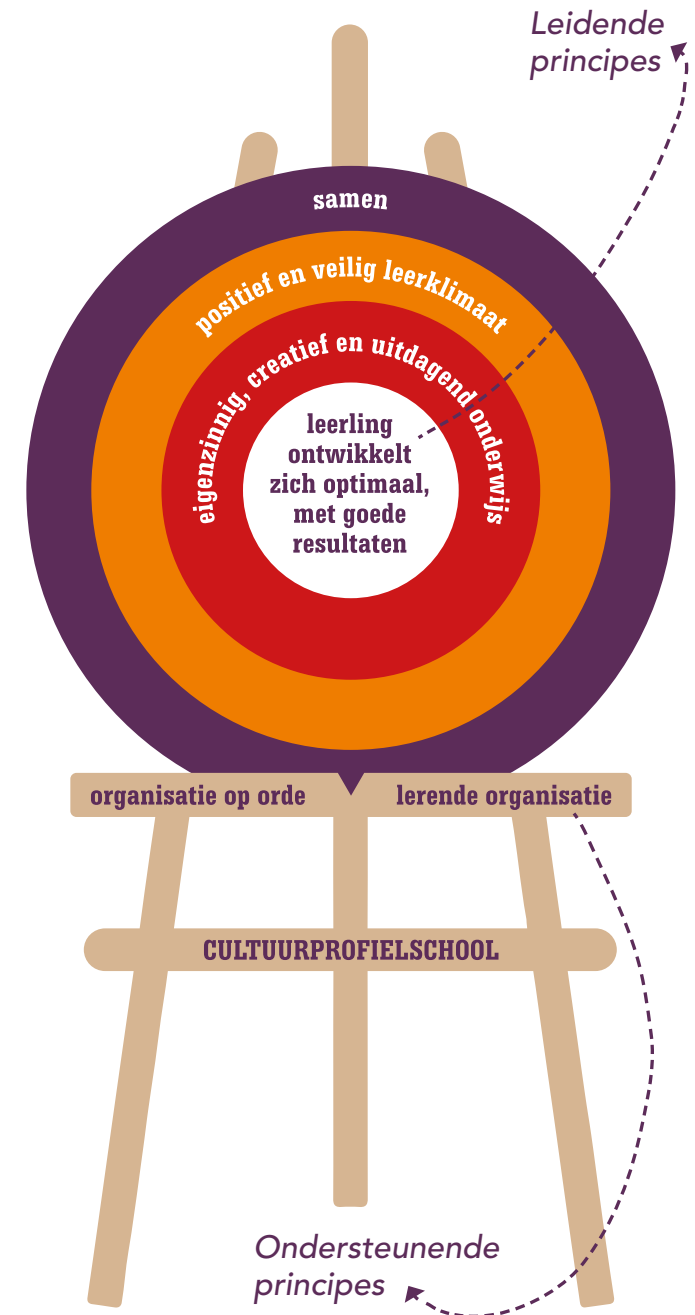 Leidende
principes
samen
positief en veilig leerklimaat
eigenzinnig, creatief en uitdagend onderwijs
leerling
ontwikkelt
zich optimaal,
met goede
resultaten
organisatie op orde
lerende organisatie
CULTUURPROFIELSCHOOL
Ondersteunende
principes